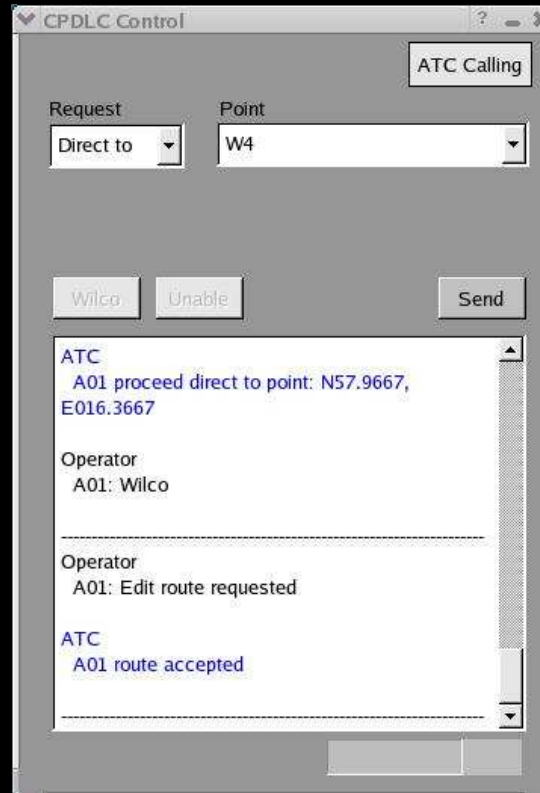 CPDLC Control
ATC Calling
Request Point
Direct to W4
Wilco Unable Send
ATC
A01 proceed direct to point: N57.9667,
E016.3667
Operator
A01: Wilco
--------------------------------------------------------------------
Operator
A01: Edit route requested
ATC
A01 route accepted
--------------------------------------------------------------------